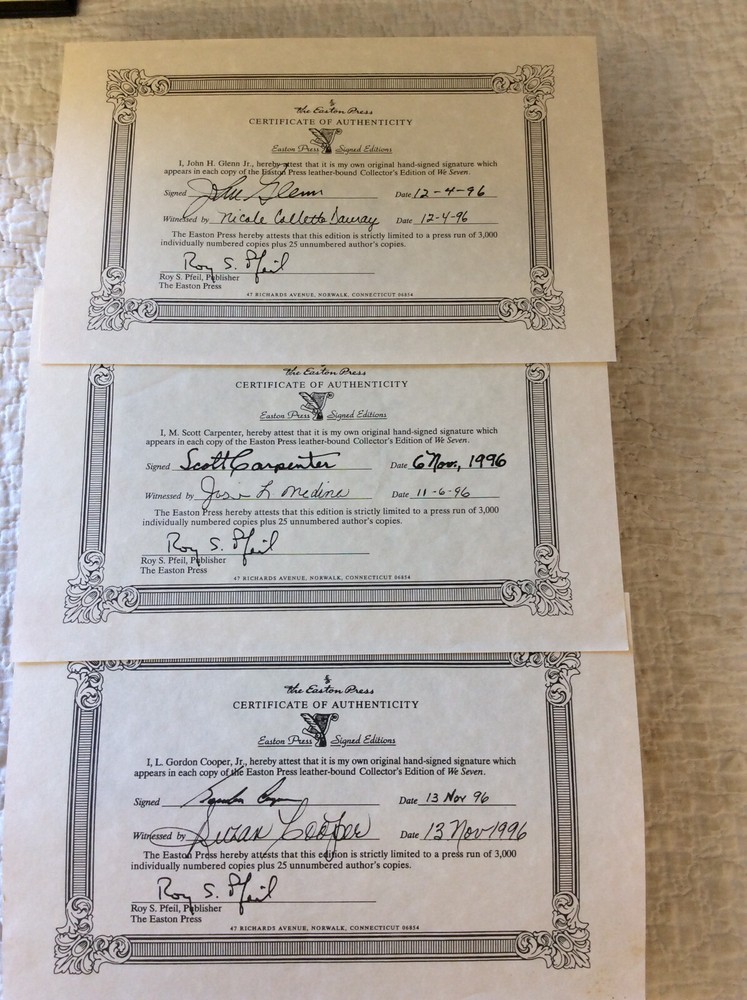 The Easton Press
CERTIFICATE OF AUTHENTICITY
Easton Press Signed Editions
I, John H. Glenn Jr., hereby attest that it is my own original hand-signed signature which
appears in each copy of the Easton Press leather-bound Collector's Edition of We Seven.
Signed John Glenn Date 12-4-96
Witnessed by Nicole Collette Dauray Date 12-4-96
The Easton Press hereby attests that this edition is strictly limited to a press run of 3,000
individually numbered copies plus 25 unnumbered author's copies.
Roy S. Pfeil
Roy S. Pfeil, Publisher
The Easton Press
47 RICHARDS AVENUE, NORWALK, CONNECTICUT 06854
The Easton Press
CERTIFICATE OF AUTHENTICITY
Easton Press Signed Editions
I, M. Scott Carpenter, hereby attest that it is my own original hand-signed signature which
appears in each copy of the Easton Press leather-bound Collector's Edition of We Seven.
Signed Scott Carpenter Date 6 Nov., 1996
Witnessed by Josie L Medina Date 11-6-96
The Easton Press hereby attests that this edition is strictly limited to a press run of 3,000
individually numbered copies plus 25 unnumbered author's copies.
Roy S. Pfeil
Roy S. Pfeil, Publisher
The Easton Press
47 RICHARDS AVENUE, NORWALK, CONNECTICUT 06854
The Easton Press
CERTIFICATE OF AUTHENTICITY
Easton Press Signed Editions
I, L. Gordon Cooper, Jr., hereby attest that it is my own original hand-signed signature which
appears in each copy of the Easton Press leather-bound Collector's Edition of We Seven.
Signed Gordon Cooper Date 13 Nov 96
Witnessed by Suzan Cooper Date 13 Nov 1996
The Easton Press hereby attests that this edition is strictly limited to a press run of 3,000
individually numbered copies plus 25 unnumbered author's copies.
Roy S. Pfeil
Roy S. Pfeil, Publisher
The Easton Press
47 RICHARDS AVENUE, NORWALK, CONNECTICUT 06854